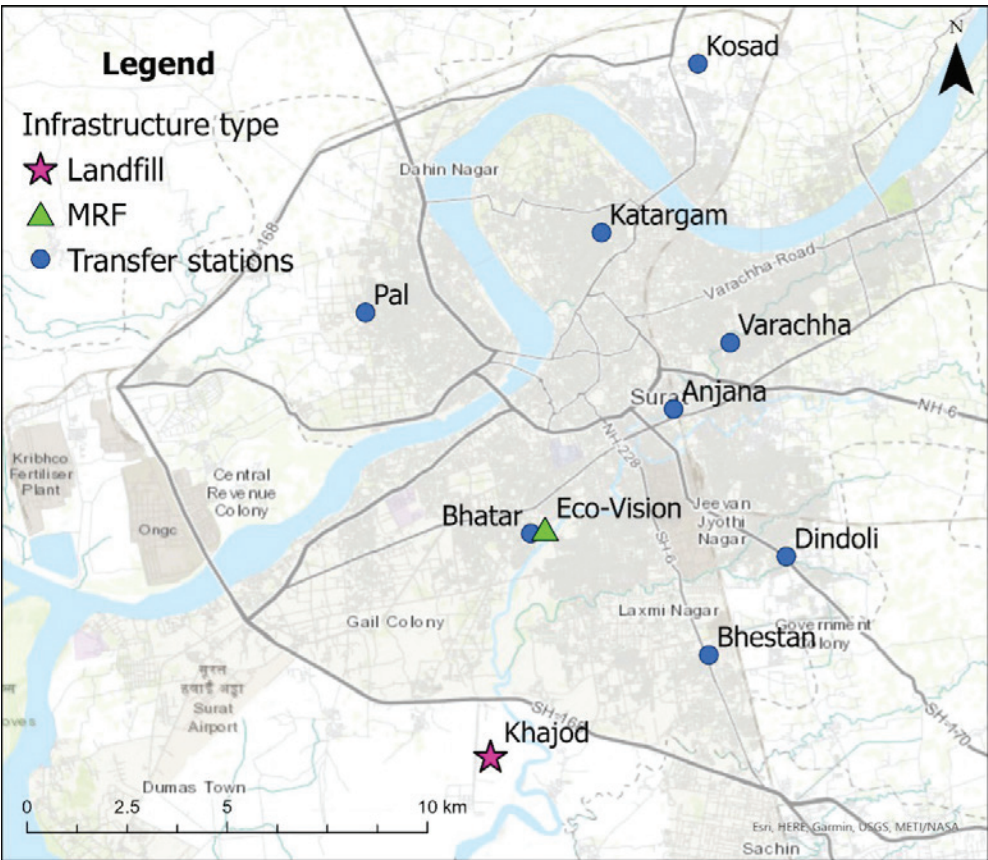 Legend
Infrastructure type
Landfill
MRF
Transfer stations
N
Kosad
Dahin Nagar
Katargam
168
Varachha Road
Pal
Varachha
Anjana
NH-6
NH-228
Kribhco
Fertiliser
Plant
Central
Revenue
Colony
Ongc
Bhatar
Eco-Vision
Jeevan
Jyothi
Nagar
SH-6
Dindoli
Gail Colony
Laxmi Nagar
Government
Bhestan
सूरत
हवाई अड्डा
Surat
Airport
SH-170
Khajod
Dumas Town
0 2.5 5 10 km
Esri, HERE, Garmin, USGS, METI/NASA
Sachin